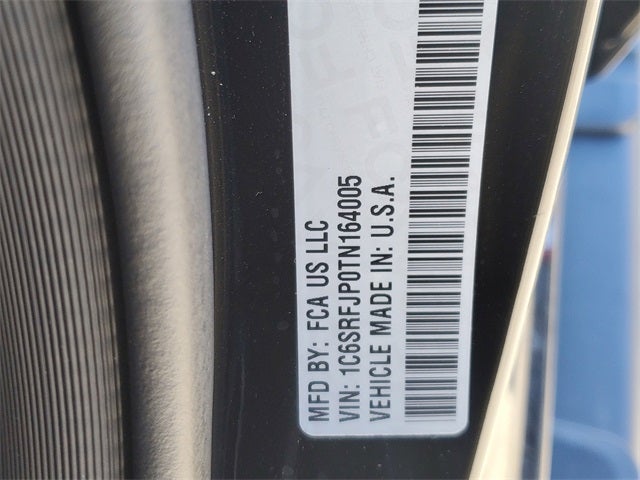 MFD BY: FCA US LLC
VIN: 1C6SRFJP0TN164005
VEHICLE MADE IN: U.S.A.